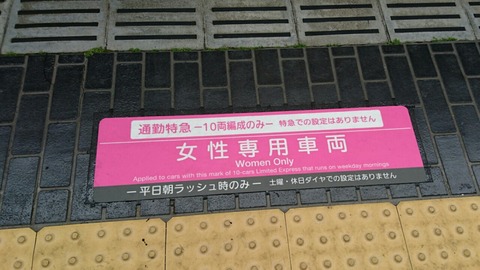 通勤特急 －10両編成のみ－ 特急での設定はありません
女性専用車両
Women Only
Applied to cars with this mark of 10-cars Limited Express that runs on weekday mornings
－平日朝ラッシュ時のみ－ 土曜・休日ダイヤでの設定はありません